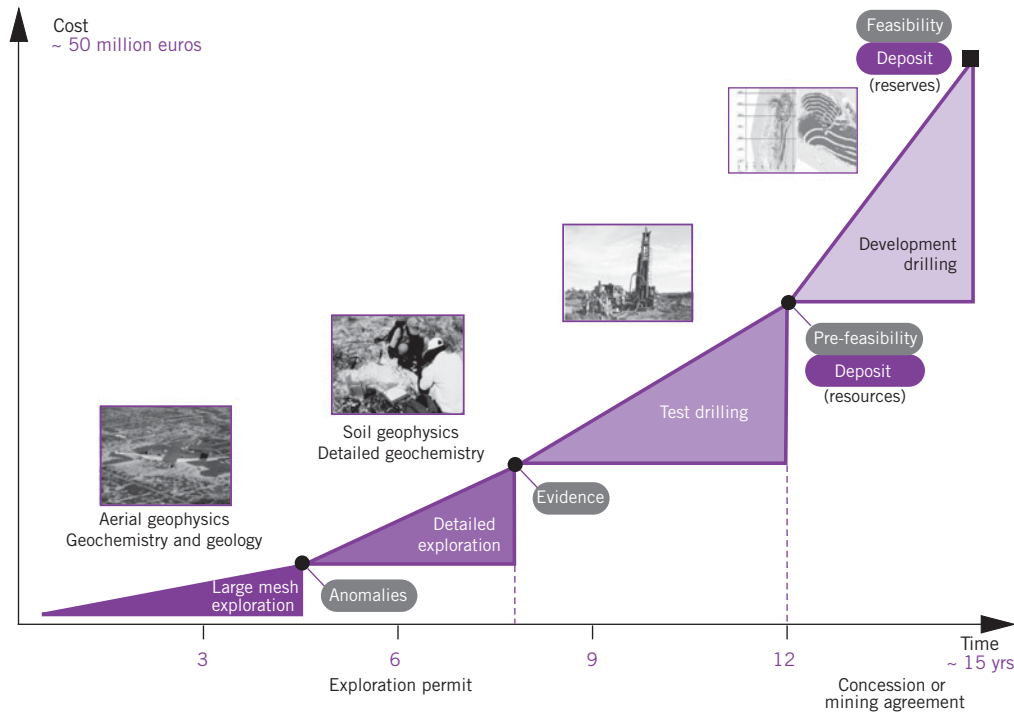 Cost
~ 50 million euros
Feasibility
Deposit
(reserves)
Development
drilling
Pre-feasibility
Deposit
(resources)
Test drilling
Soil geophysics
Detailed geochemistry
Evidence
Detailed
exploration
Aerial geophysics
Geochemistry and geology
Large mesh
exploration
Anomalies
3
6
9
12
Time
~ 15 yrs
Exploration permit
Concession or
mining agreement